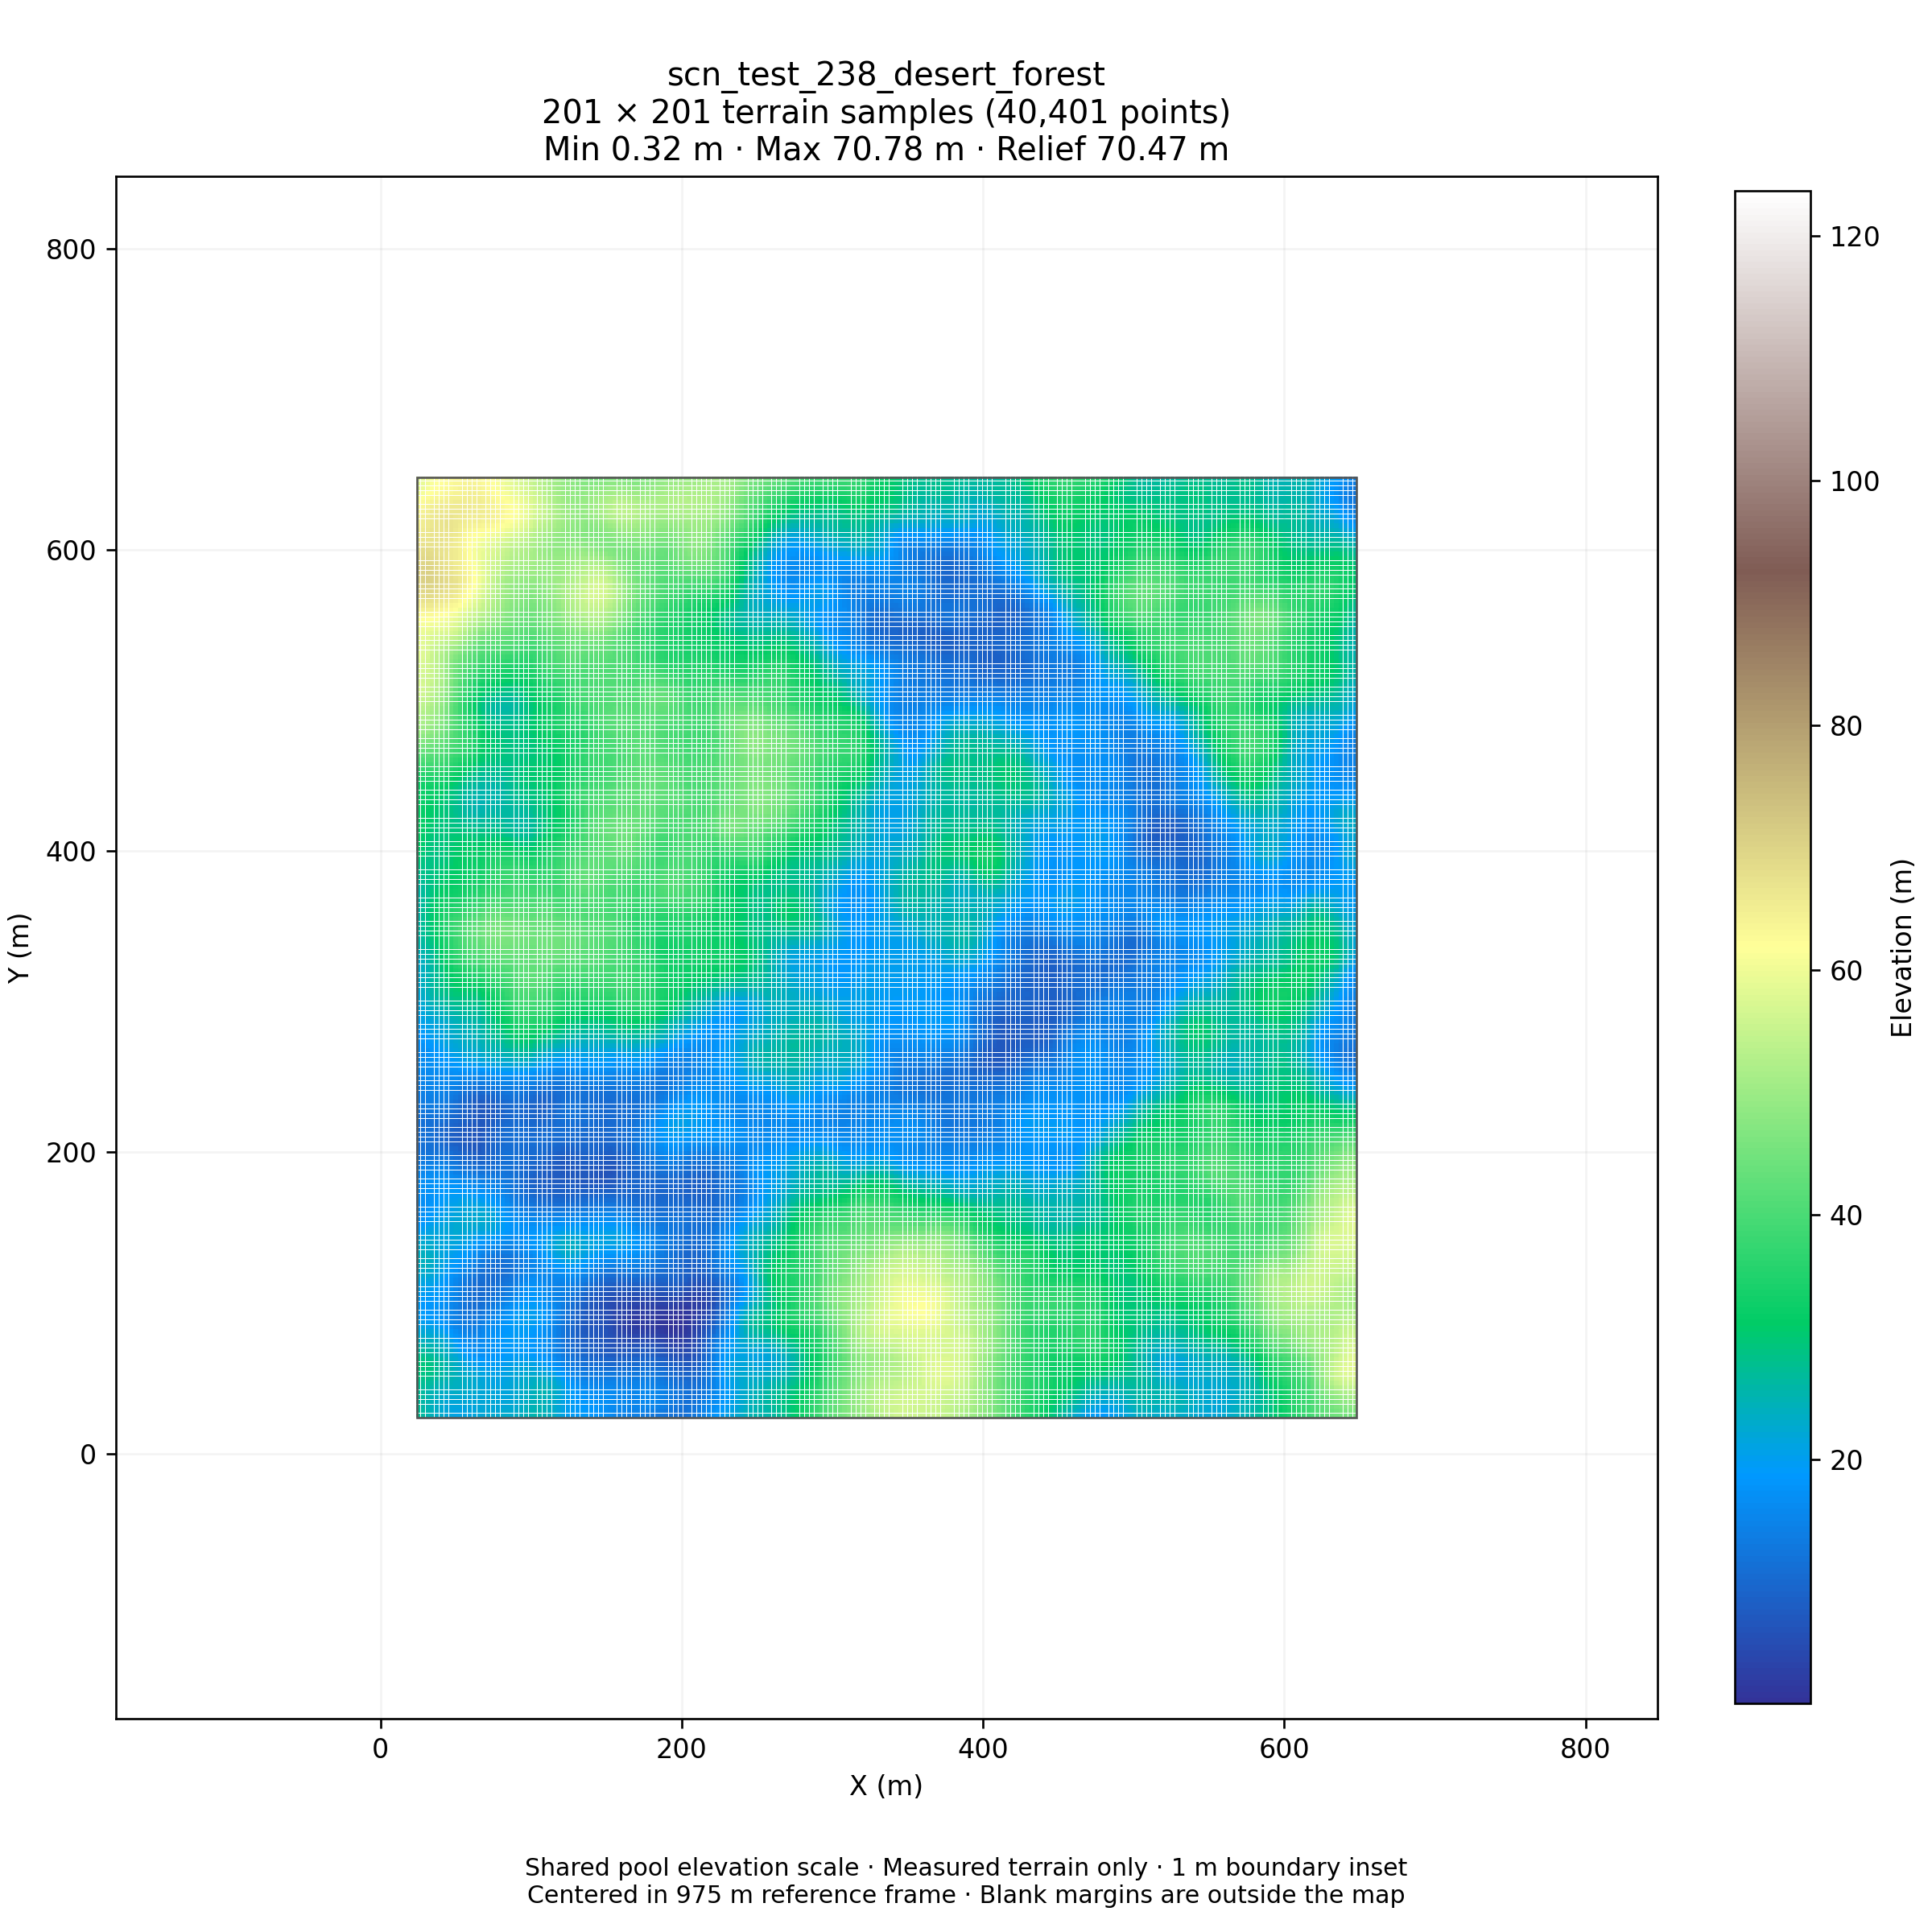 scn_test_238_desert_forest
201 × 201 terrain samples (40,401 points)
Min 0.32 m · Max 70.78 m · Relief 70.47 m
800
600
400
200
0
Y (m)
0
200
400
600
800
X (m)
120
100
80
60
40
20
Elevation (m)
Shared pool elevation scale · Measured terrain only · 1 m boundary inset
Centered in 975 m reference frame · Blank margins are outside the map